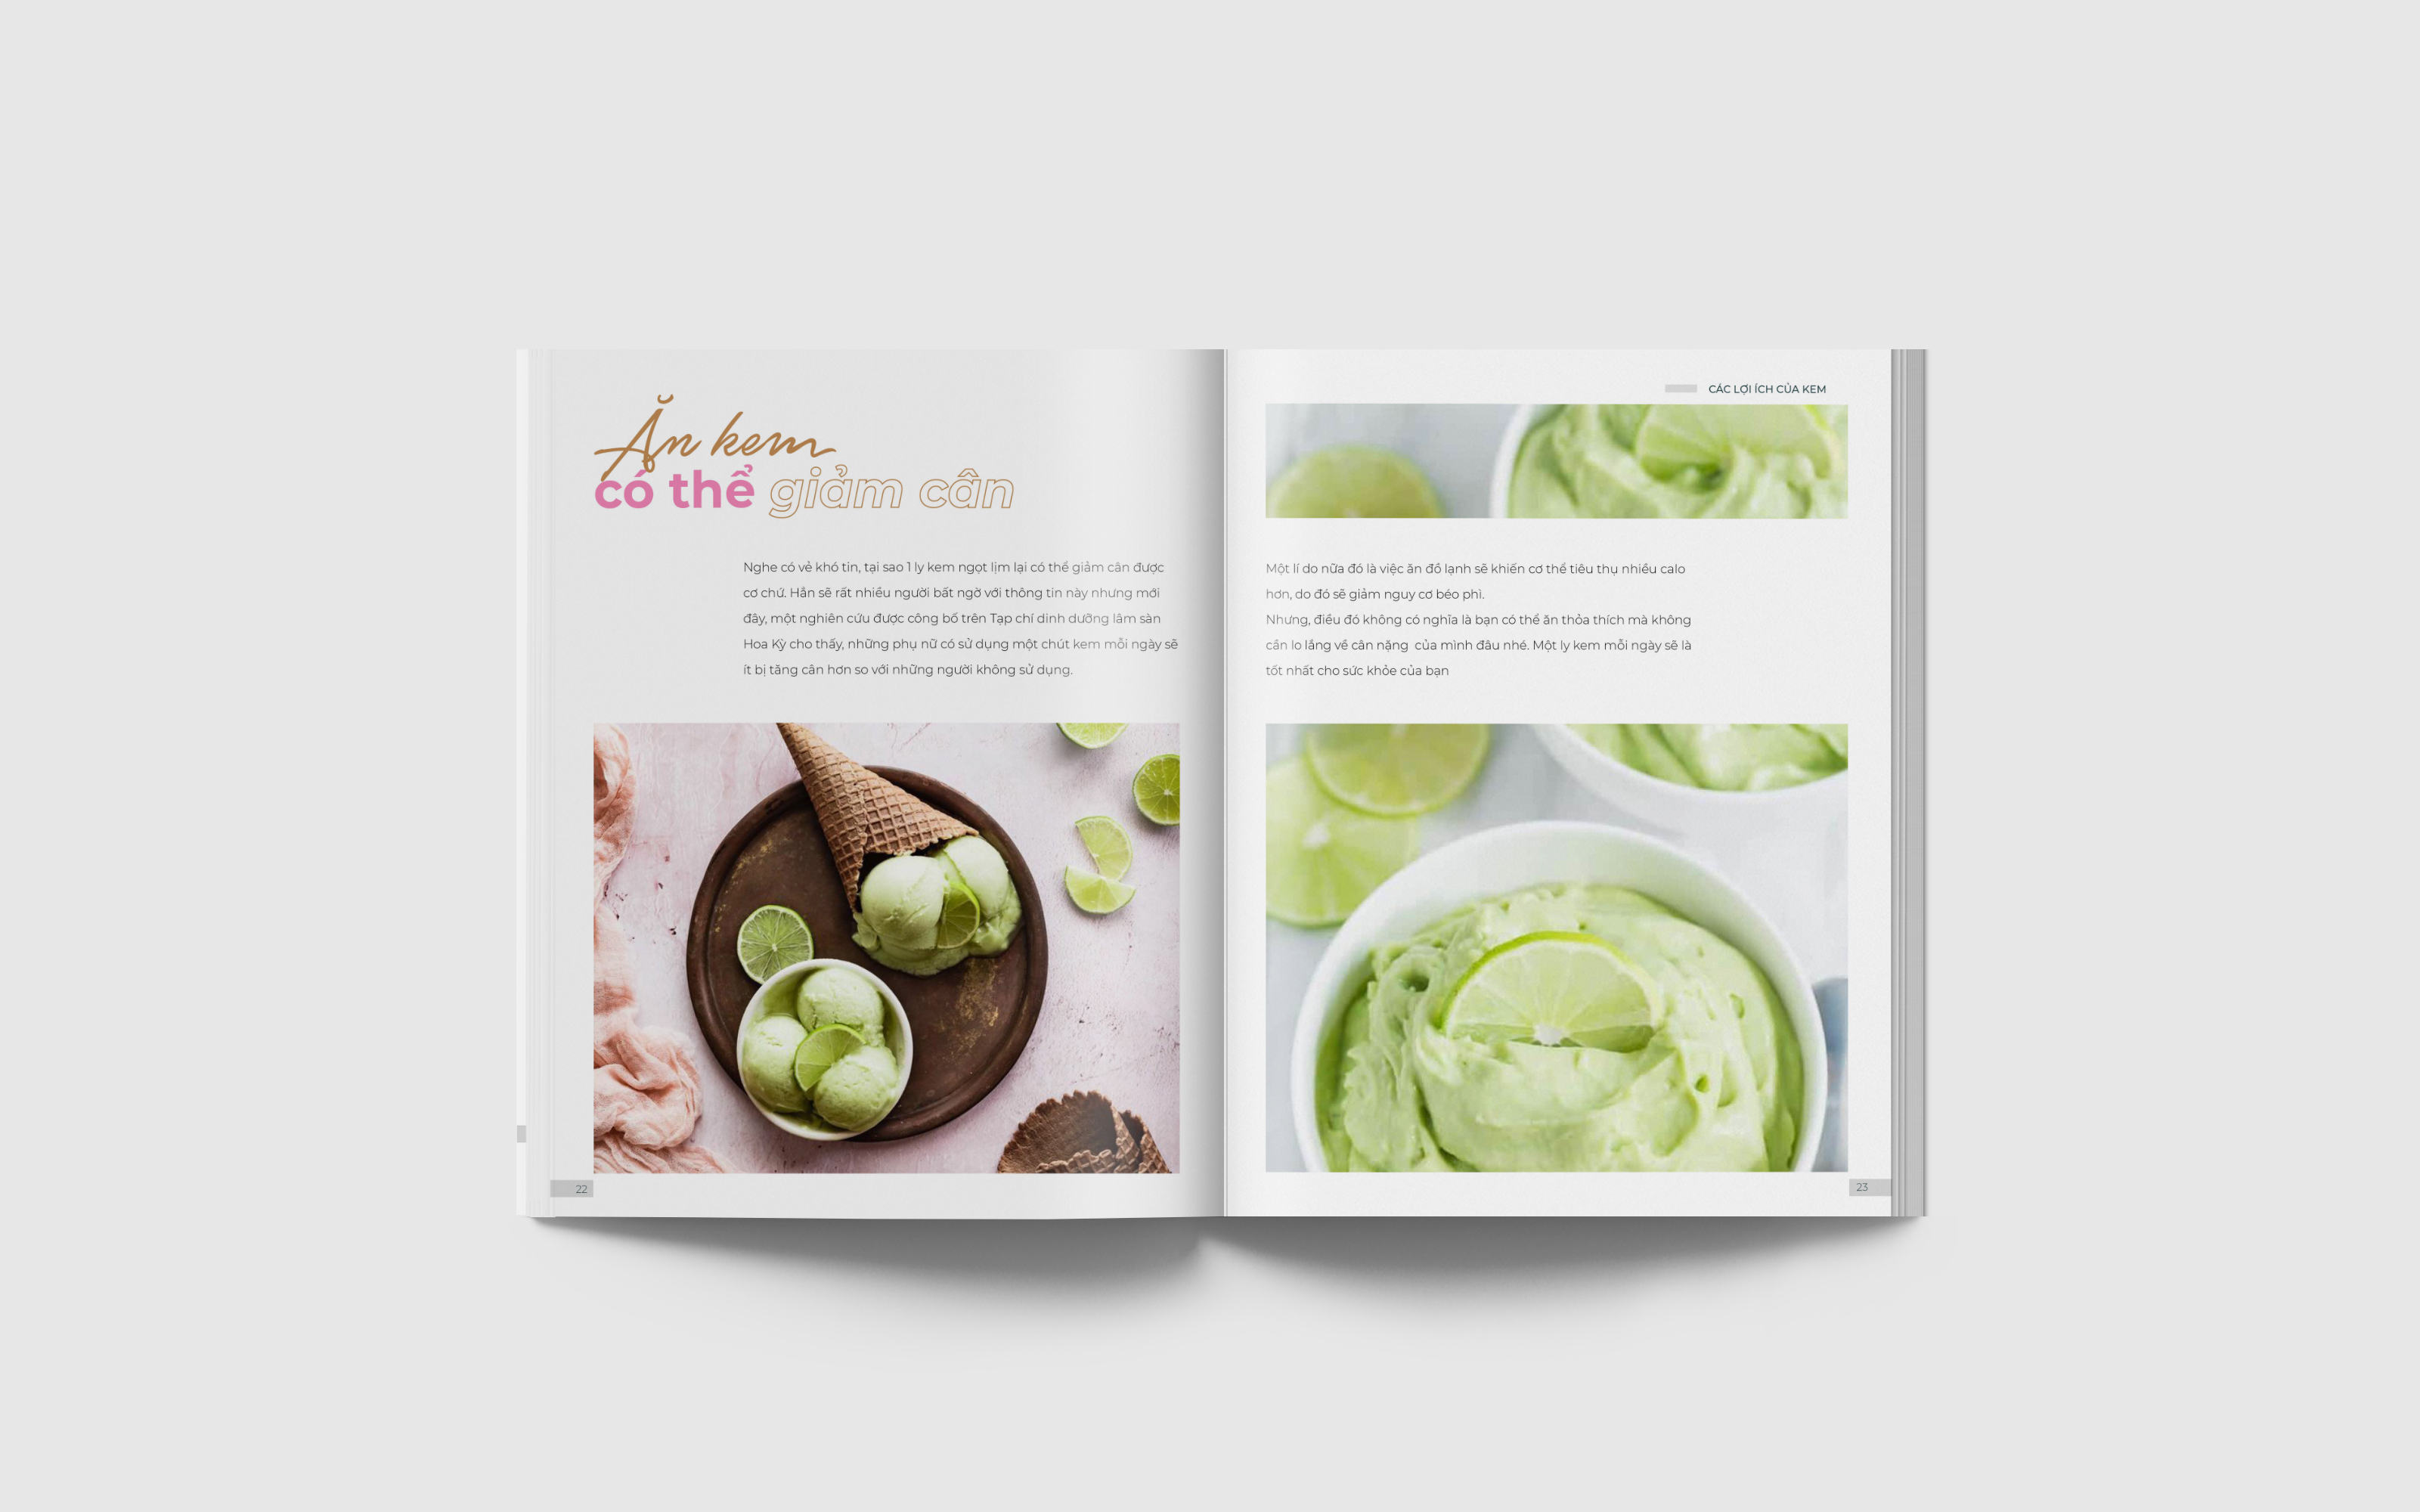 Ăn kem
có thể giảm cân
Nghe có vẻ khó tin, tại sao 1 ly kem ngọt lịm lại có thể giảm cân được
cơ chứ. Hẳn sẽ rất nhiều người bất ngờ với thông tin này nhưng mới
đây, một nghiên cứu được công bố trên Tạp chí dinh dưỡng lâm sàn
Hoa Kỳ cho thấy, những phụ nữ có sử dụng một chút kem mỗi ngày sẽ
ít bị tăng cân hơn so với những người không sử dụng.
22
CÁC LỢI ÍCH CỦA KEM
Một lí do nữa đó là việc ăn đồ lạnh sẽ khiến cơ thể tiêu thụ nhiều calo
hơn, do đó sẽ giảm nguy cơ béo phì.
Nhưng, điều đó không có nghĩa là bạn có thể ăn thỏa thích mà không
cần lo lắng về cân nặng  của mình đâu nhé. Một ly kem mỗi ngày sẽ là
tốt nhất cho sức khỏe của bạn
23